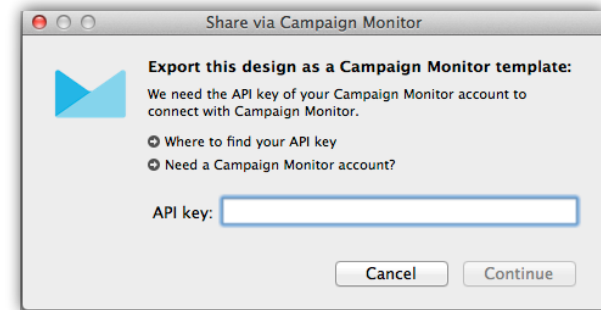 Share via Campaign Monitor
Export this design as a Campaign Monitor template:
We need the API key of your Campaign Monitor account to
connect with Campaign Monitor.
Where to find your API key
Need a Campaign Monitor account?
API key:
Cancel Continue